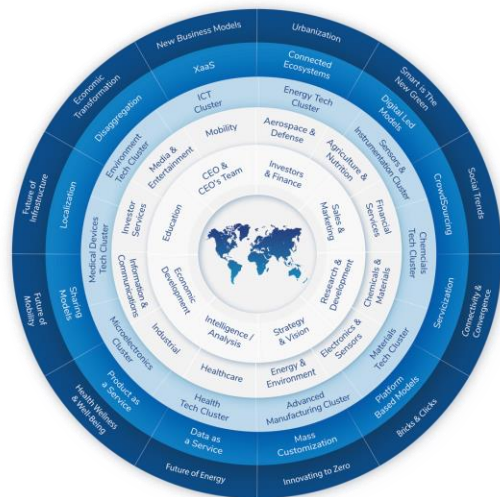 New Business Models
Urbanization
Smart is The
New Green
Social Trends
Connectivity &
Convergence
Bricks & Clicks
Innovating to Zero
Future of Energy
Health Wellness
& Well-Being
Future of
Mobility
Future of
Infrastructure
Economic
Transformation
XaaS
Connected
Ecosystems
Digital Led
Models
CrowdSourcing
Servicization
Platform
Based Models
Mass
Customization
Data as
a Service
Product as
a Service
Sharing
Models
Localization
Disaggregation
ICT
Cluster
Energy Tech
Cluster
Sensors &
Instrumentation Cluster
Chemcials
Tech Cluster
Materials
Tech Cluster
Advanced
Manufacturing Cluster
Health
Tech Cluster
Microelectronics
Cluster
Medical Devices
Tech Cluster
Environment
Tech Cluster
Mobility
Aerospace &
Defense
Agriculture &
Nutrition
Financial
Services
Chemicals &
Materials
Electronics &
Sensors
Energy &
Environment
Healthcare
Industrial
Information &
Communications
Investor
Services
Media &
Entertainment
CEO &
CEO's Team
Investors
& Finance
Sales &
Marketing
Research &
Development
Strategy
& Vision
Intelligence /
Analysis
Economic
Development
Education